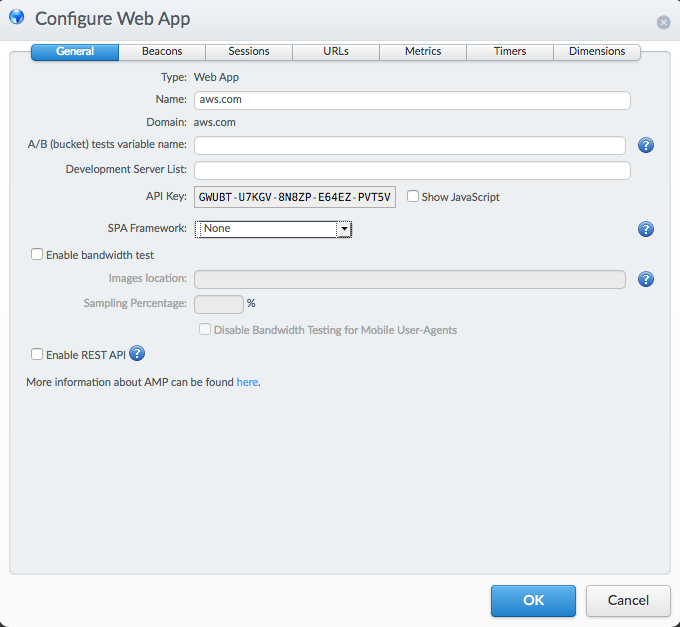 Configure Web App
General Beacons Sessions URLs Metrics Timers Dimensions
Type: Web App
Name: aws.com
Domain: aws.com
A/B (bucket) tests variable name: ?
Development Server List:
API Key: GWUBT-U7KGV-8N8ZP-E64EZ-PVT5V Show JavaScript
SPA Framework: None ?
Enable bandwidth test
Images location: ?
Sampling Percentage: %
Disable Bandwidth Testing for Mobile User-Agents
Enable REST API ?
More information about AMP can be found here.
OK Cancel